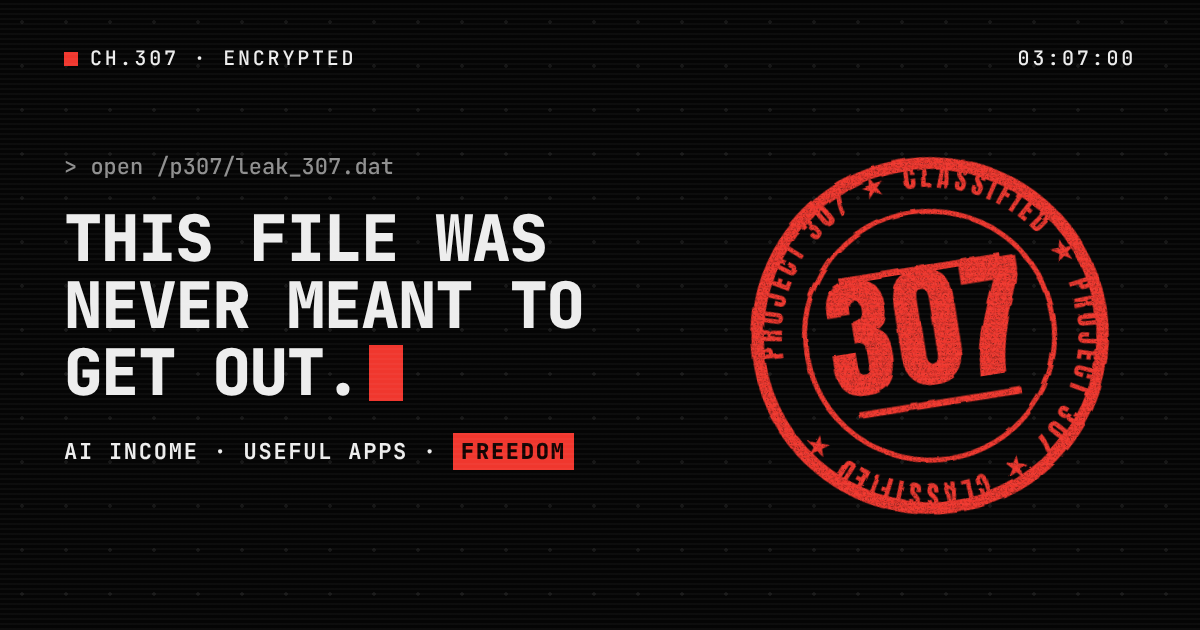 CH.307 · ENCRYPTED
03:07:00
> open /p307/leak_307.dat
THIS FILE WAS
NEVER MEANT TO
GET OUT.
AI INCOME · USEFUL APPS · FREEDOM
PROJECT 307 ★ CLASSIFIED ★ PROJECT 307 ★ CLASSIFIED ★
307